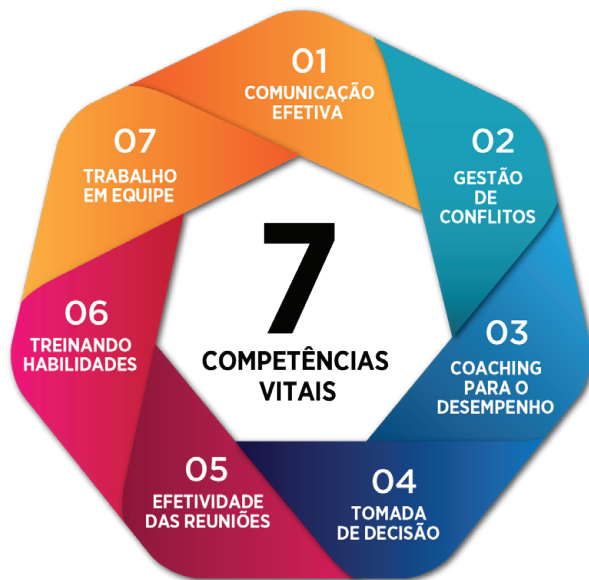 7
COMPETÊNCIAS
VITAIS
01
COMUNICAÇÃO
EFETIVA
02
GESTÃO
DE
CONFLITOS
03
COACHING
PARA O
DESEMPENHO
04
TOMADA
DE DECISÃO
05
EFETIVIDADE
DAS REUNIÕES
06
TREINANDO
HABILIDADES
07
TRABALHO
EM EQUIPE